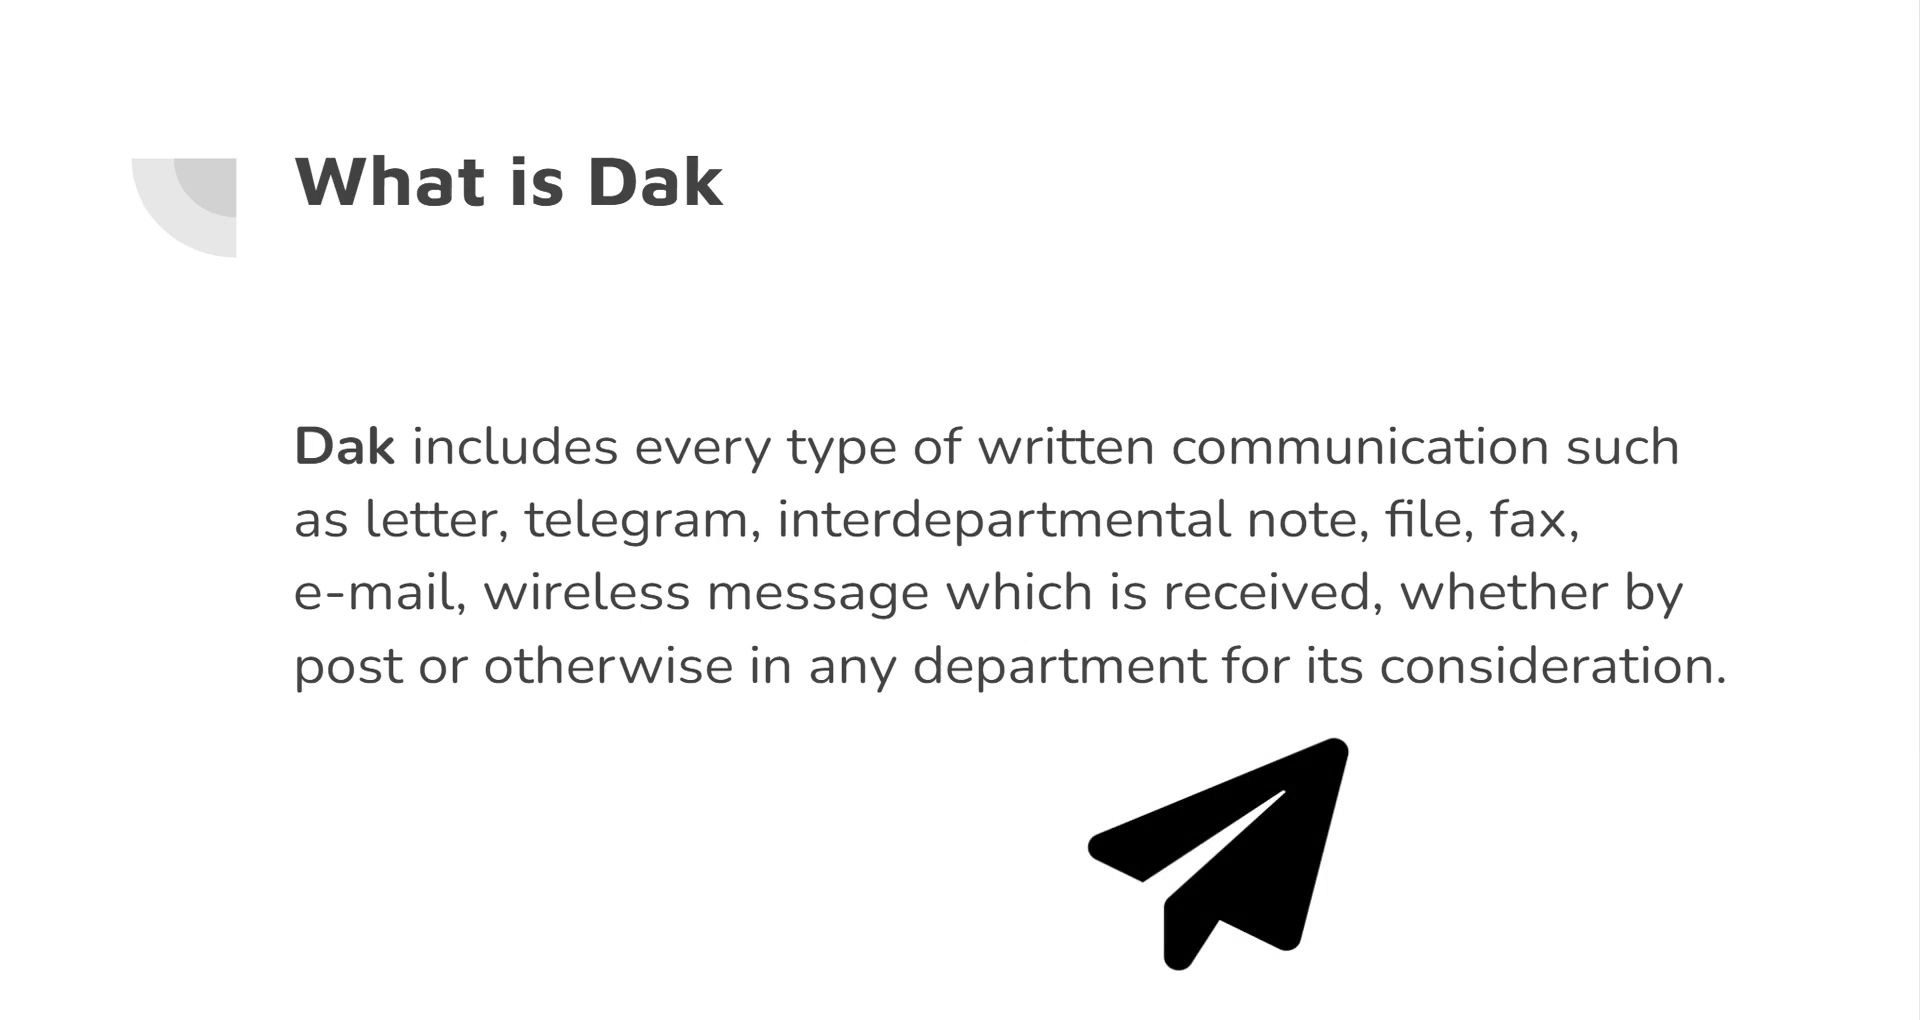 What is Dak
Dak includes every type of written communication such
as letter, telegram, interdepartmental note, file, fax,
e-mail, wireless message which is received, whether by
post or otherwise in any department for its consideration.